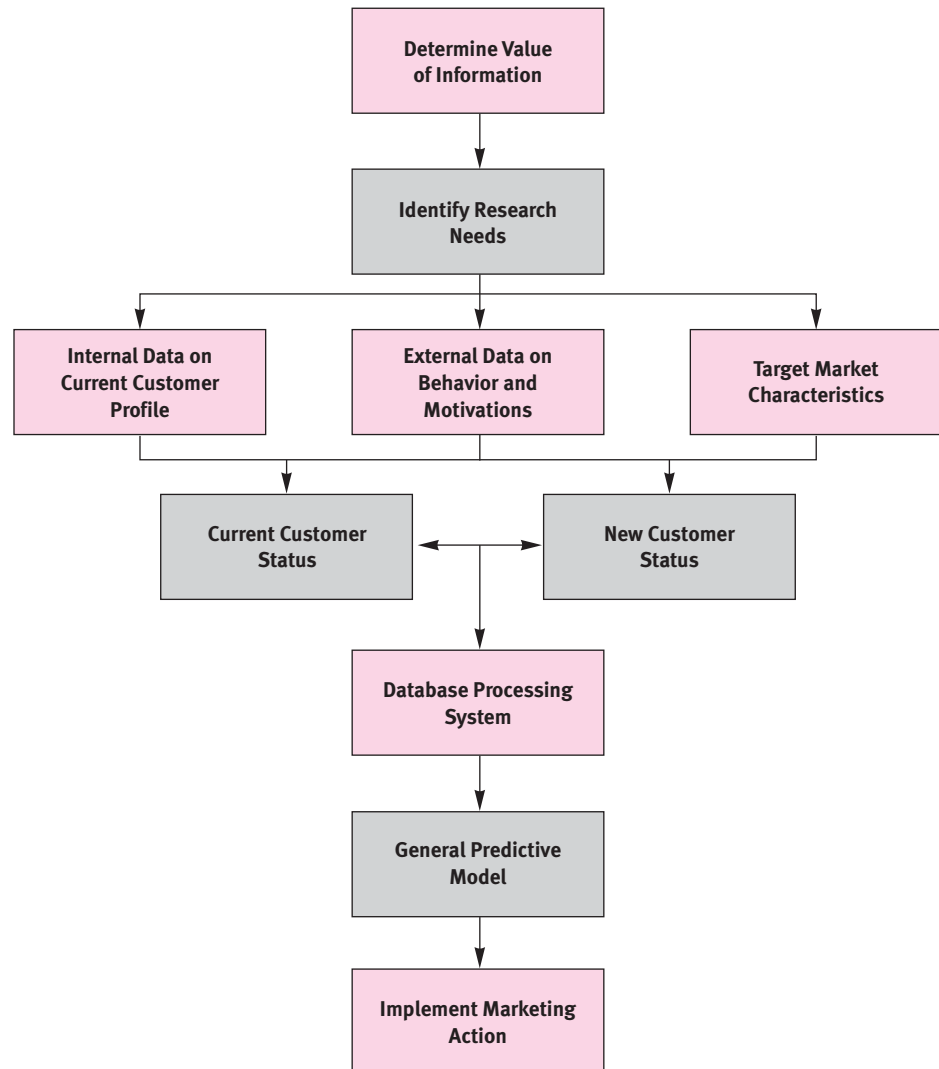 Determine Value
of Information
Identify Research
Needs
Internal Data on
Current Customer
Profile
External Data on
Behavior and
Motivations
Target Market
Characteristics
Current Customer
Status
New Customer
Status
Database Processing
System
General Predictive
Model
Implement Marketing
Action